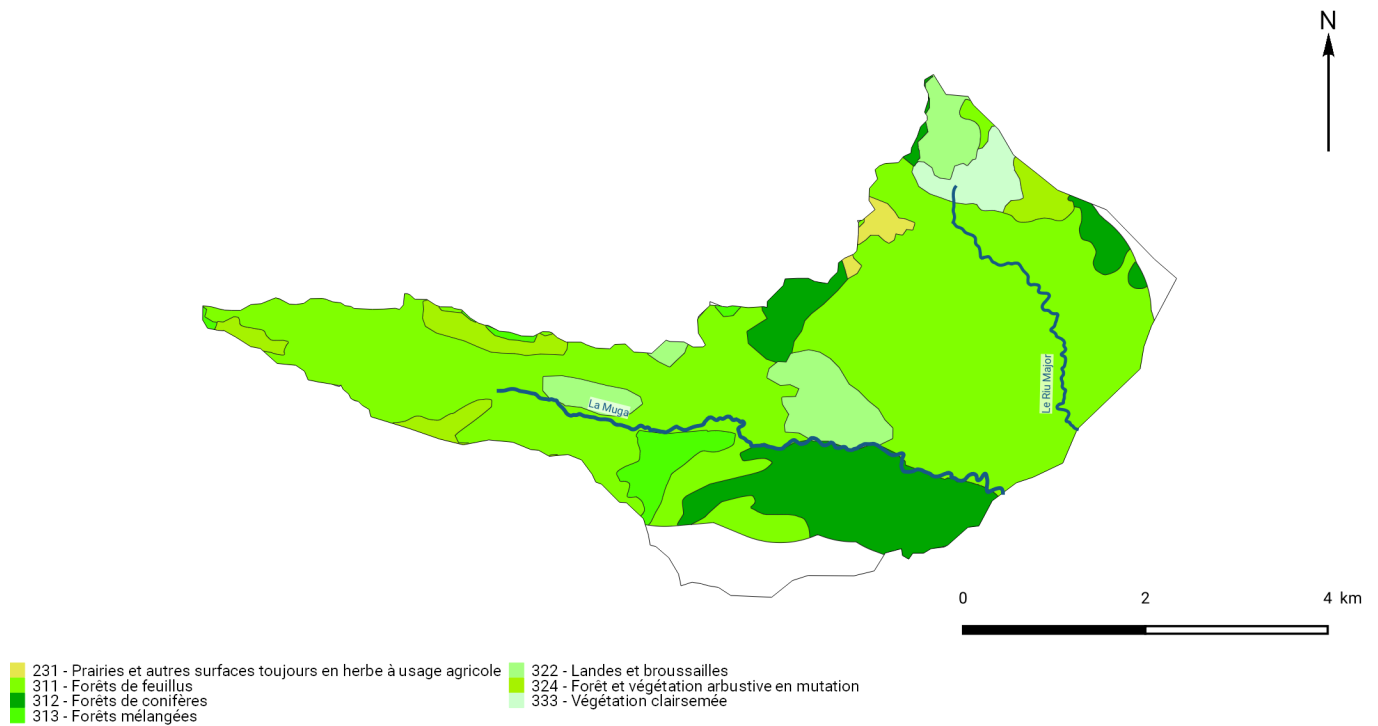 N
Le Riu Major
La Muga
0 2 4 km
231 - Prairies et autres surfaces toujours en herbe à usage agricole
311 - Forêts de feuillus
312 - Forêts de conifères
313 - Forêts mélangées
322 - Landes et broussailles
324 - Forêt et végétation arbustive en mutation
333 - Végétation clairsemée